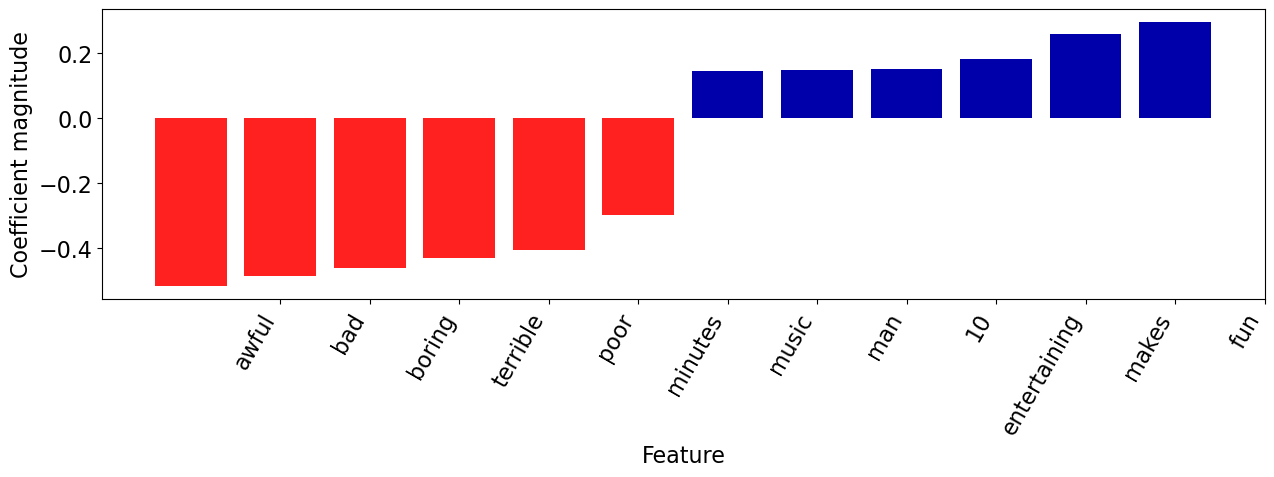 Coefficient magnitude
0.2
0.0
−0.2
−0.4
awful
bad
boring
terrible
poor
minutes
music
man
10
entertaining
makes
fun
Feature